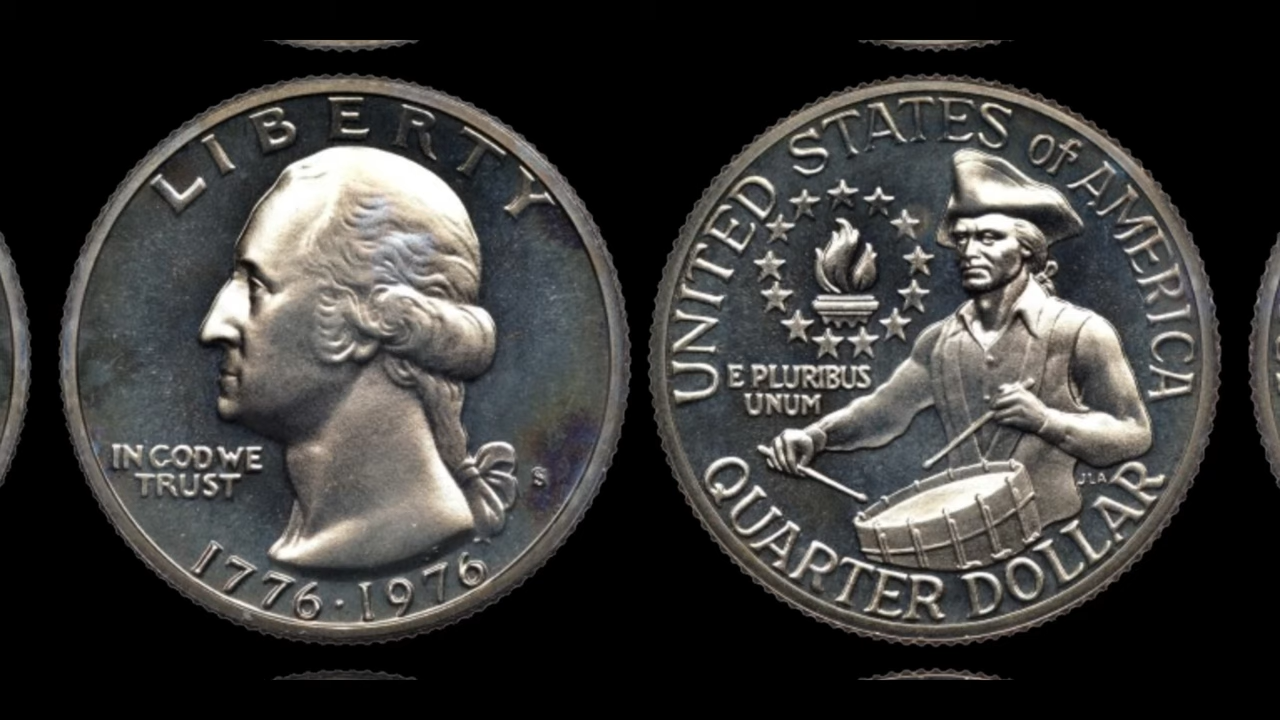 LIBERTY
IN GOD WE
TRUST
S
1776·1976
UNITED STATES of AMERICA
E PLURIBUS
UNUM
JLA
QUARTER DOLLAR